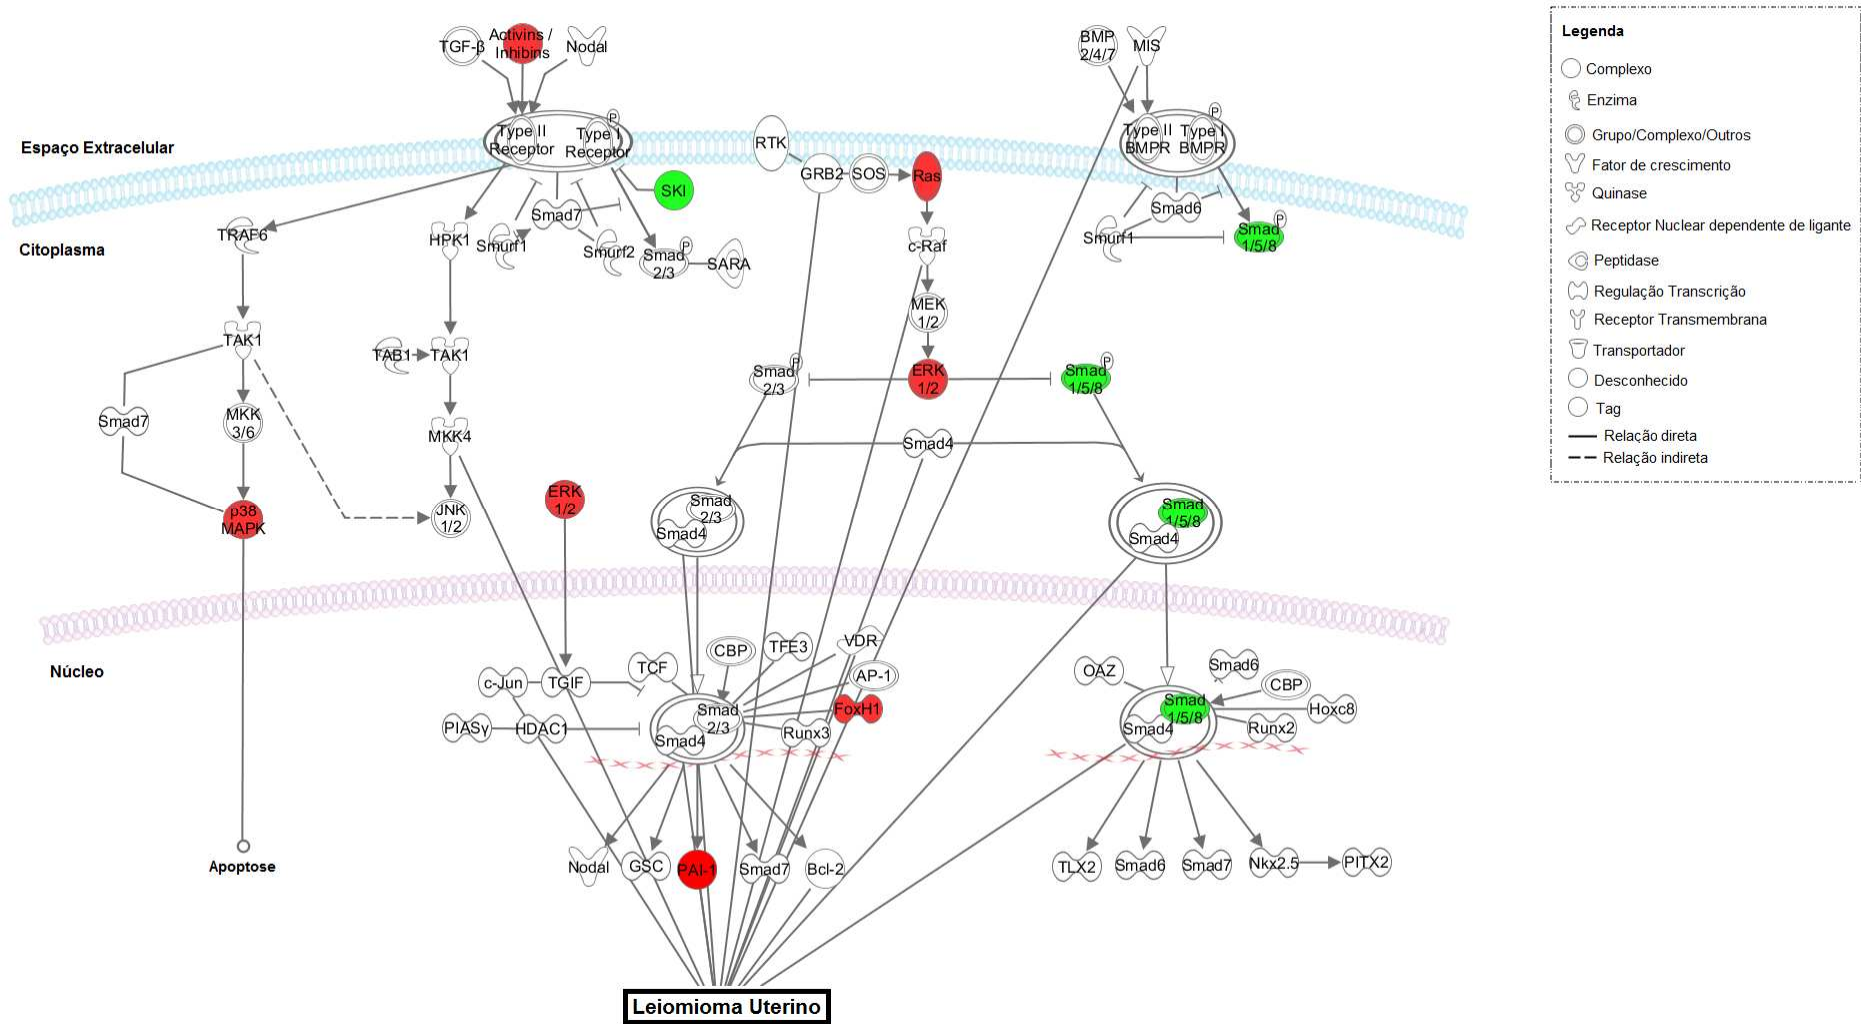 TGF-β
Activins /
Inhibins
Nodal
BMP
2/4/7
MIS
Legenda
Complexo
Enzima
Grupo/Complexo/Outros
Fator de crescimento
Quinase
Receptor Nuclear dependente de ligante
Peptidase
Regulação Transcrição
Receptor Transmembrana
Transportador
Desconhecido
Tag
Relação direta
Relação indireta
Espaço Extracelular
Type II
Receptor
P
Type I
Receptor
RTK
GRB2
SOS
Ras
P
Type II
BMPR
Type I
BMPR
SKI
Citoplasma
TRAF6
HPK1
Smurf1
Smad7
Smurf2
P
Smad
2/3
SARA
c-Raf
Smurf1
Smad6
P
Smad
1/5/8
MEK
1/2
TAK1
TAB1
TAK1
P
Smad
2/3
ERK
1/2
P
Smad
1/5/8
Smad7
MKK
3/6
MKK4
Smad4
p38
MAPK
JNK
1/2
ERK
1/2
Smad
2/3
Smad4
Smad
1/5/8
Smad4
Núcleo
c-Jun
TGIF
TCF
CBP
TFE3
VDR
AP-1
FoxH1
PIASγ
HDAC1
Smad
2/3
Smad4
Runx3
OAZ
Smad6
CBP
Smad
1/5/8
Smad4
Hoxc8
Runx2
Apoptose
Nodal
GSC
PAI-1
Smad7
Bcl-2
TLX2
Smad6
Smad7
Nkx2.5
PITX2
Leiomioma Uterino